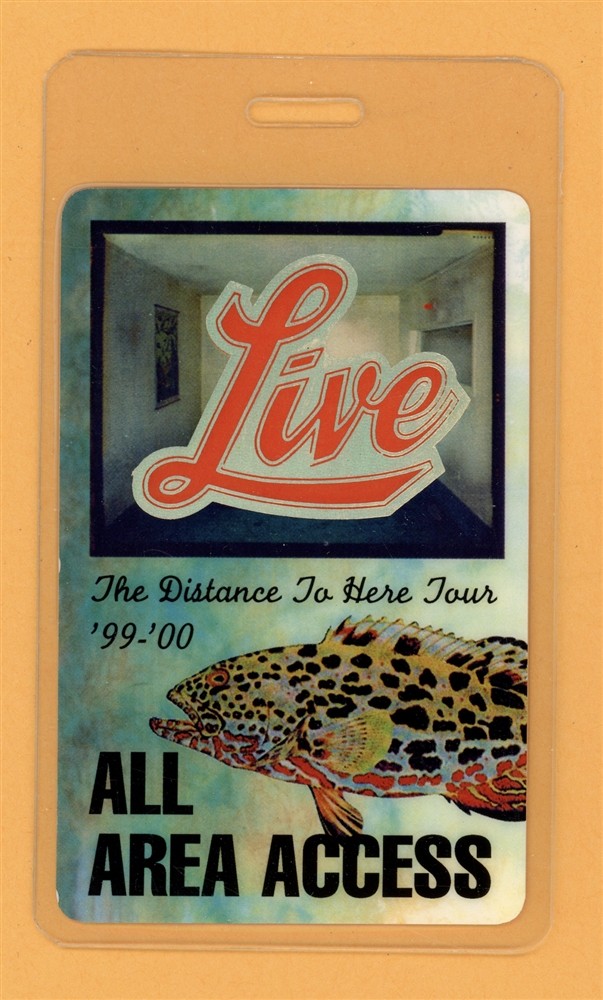 Live
The Distance To Here Tour
'99-'00
ALL
AREA ACCESS